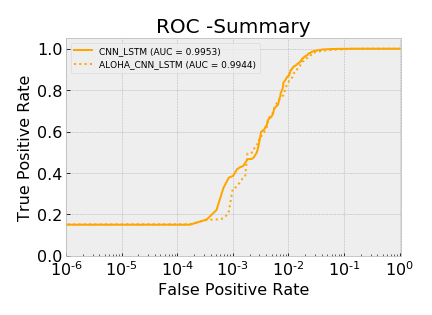 ROC -Summary
CNN_LSTM (AUC = 0.9953)
ALOHA_CNN_LSTM (AUC = 0.9944)
True Positive Rate
1.0
0.8
0.6
0.4
0.2
0.0
10⁻⁶ 10⁻⁵ 10⁻⁴ 10⁻³ 10⁻² 10⁻¹ 10⁰
False Positive Rate